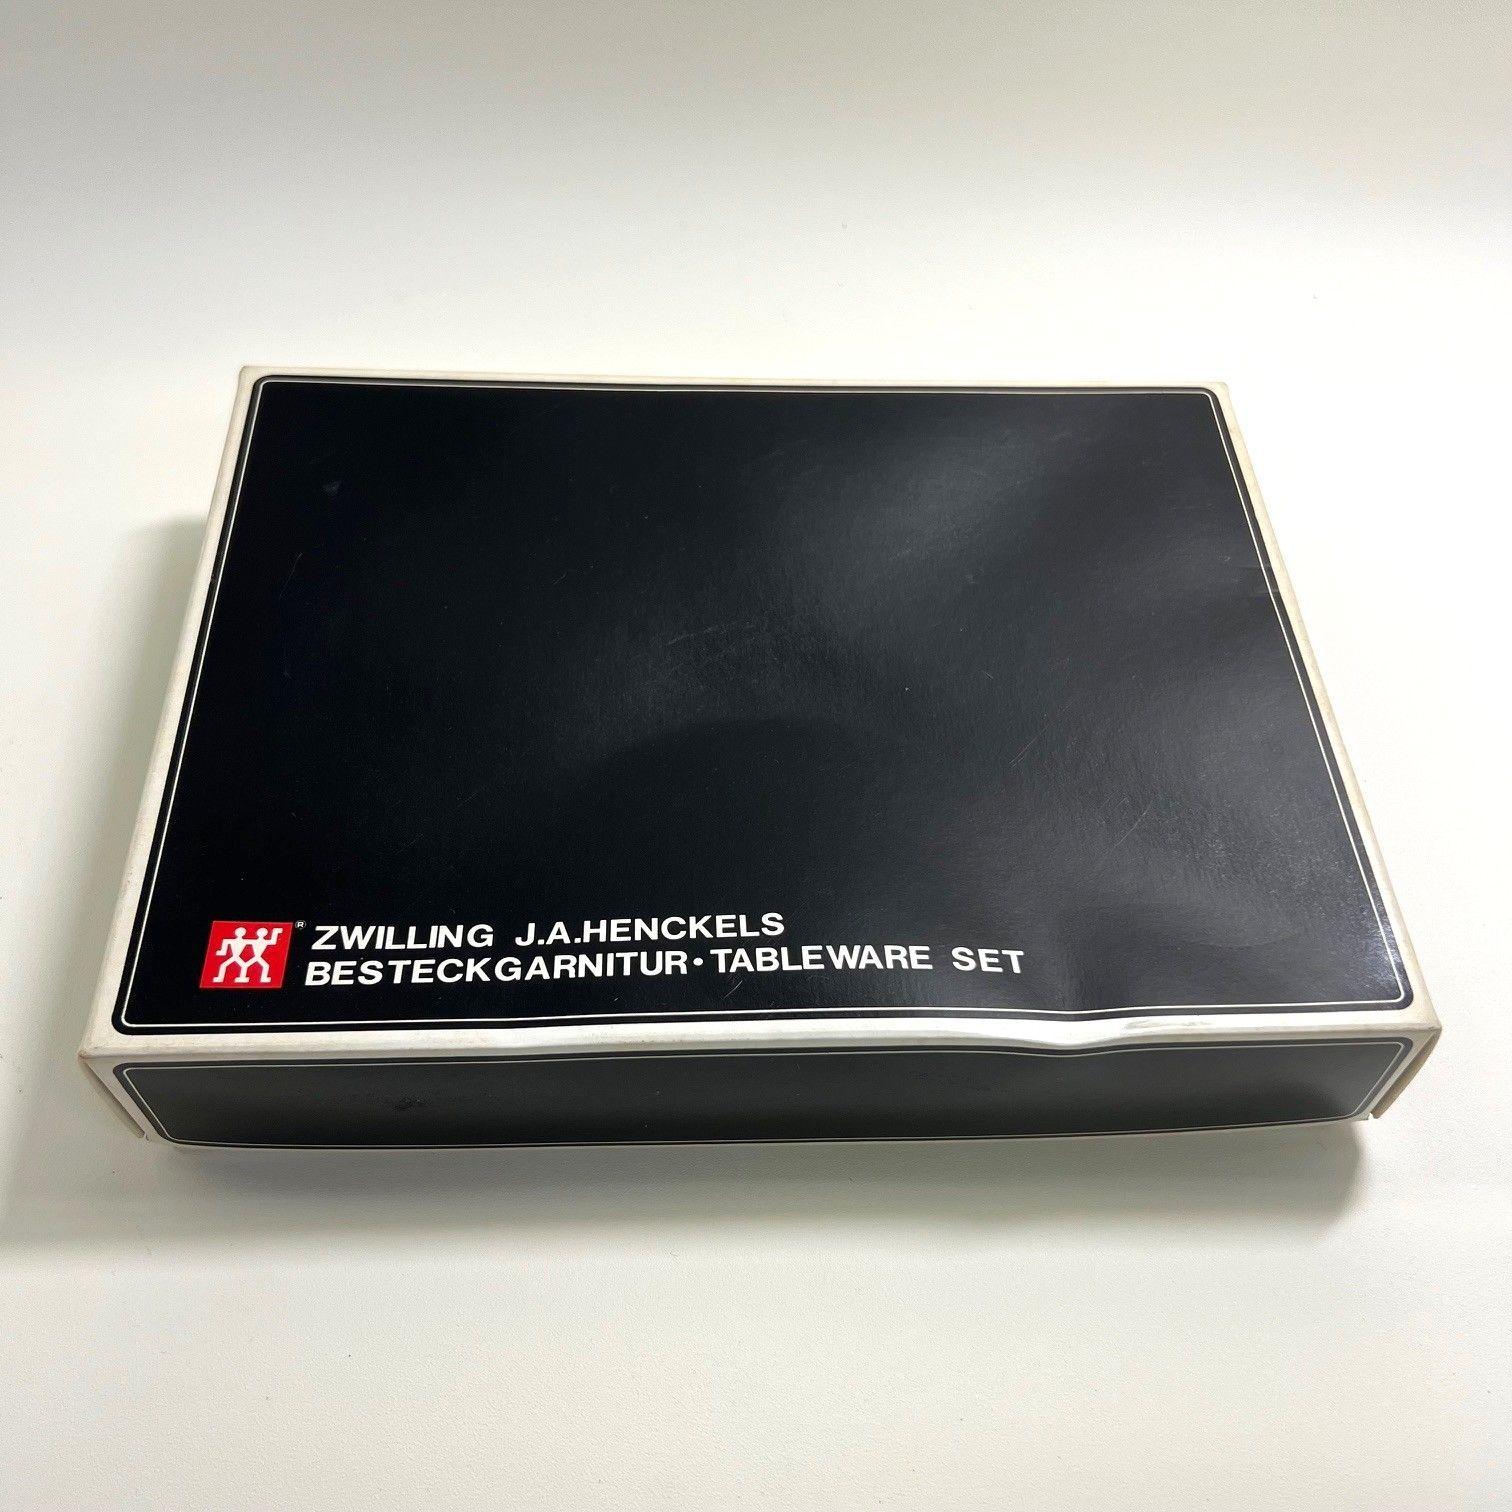 ® ZWILLING J.A.HENCKELS
BESTECKGARNITUR·TABLEWARE SET